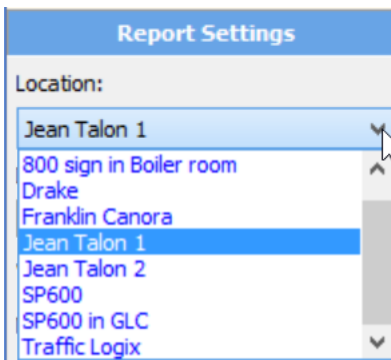 Report Settings
Location:
Jean Talon 1
800 sign in Boiler room
Drake
Franklin Canora
Jean Talon 1
Jean Talon 2
SP600
SP600 in GLC
Traffic Logix